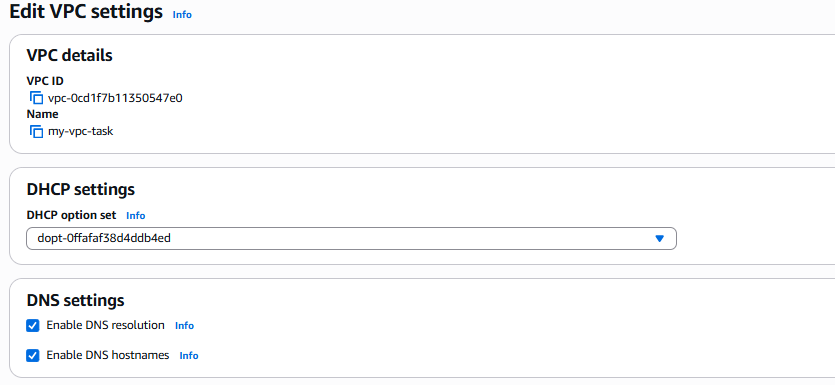 Edit VPC settings Info
VPC details
VPC ID
vpc-0cd1f7b11350547e0
Name
my-vpc-task
DHCP settings
DHCP option set Info
dopt-0ffafaf38d4ddb4ed
DNS settings
Enable DNS resolution Info
Enable DNS hostnames Info